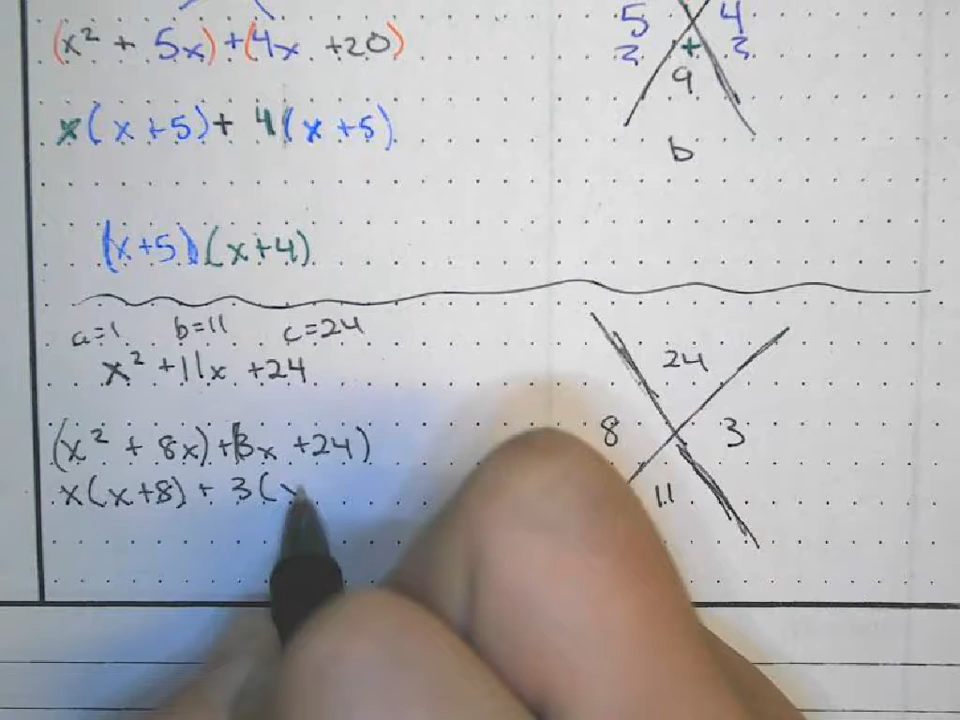 (x² + 5x) + (4x + 20)
5 4
2 + 2
9
x(x+5) + 4(x+5)
b
(x+5)(x+4)
a=1 b=11 c=24
x² + 11x + 24
24
(x² + 8x) + (3x + 24)
8 3
x(x+8) + 3(x
11